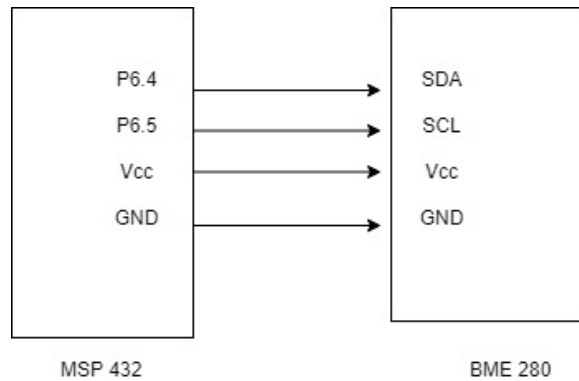 P6.4 SDA
P6.5 SCL
Vcc Vcc
GND GND
MSP 432 BME 280